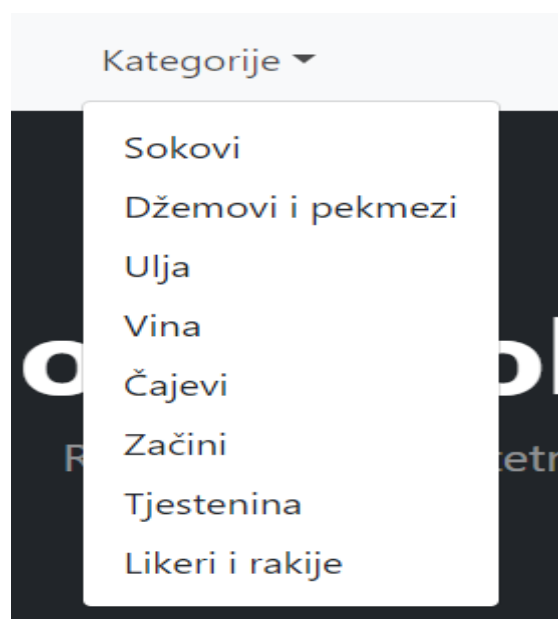 Kategorije
Sokovi
Džemovi i pekmezi
Ulja
Vina
Čajevi
Začini
Tjestenina
Likeri i rakije